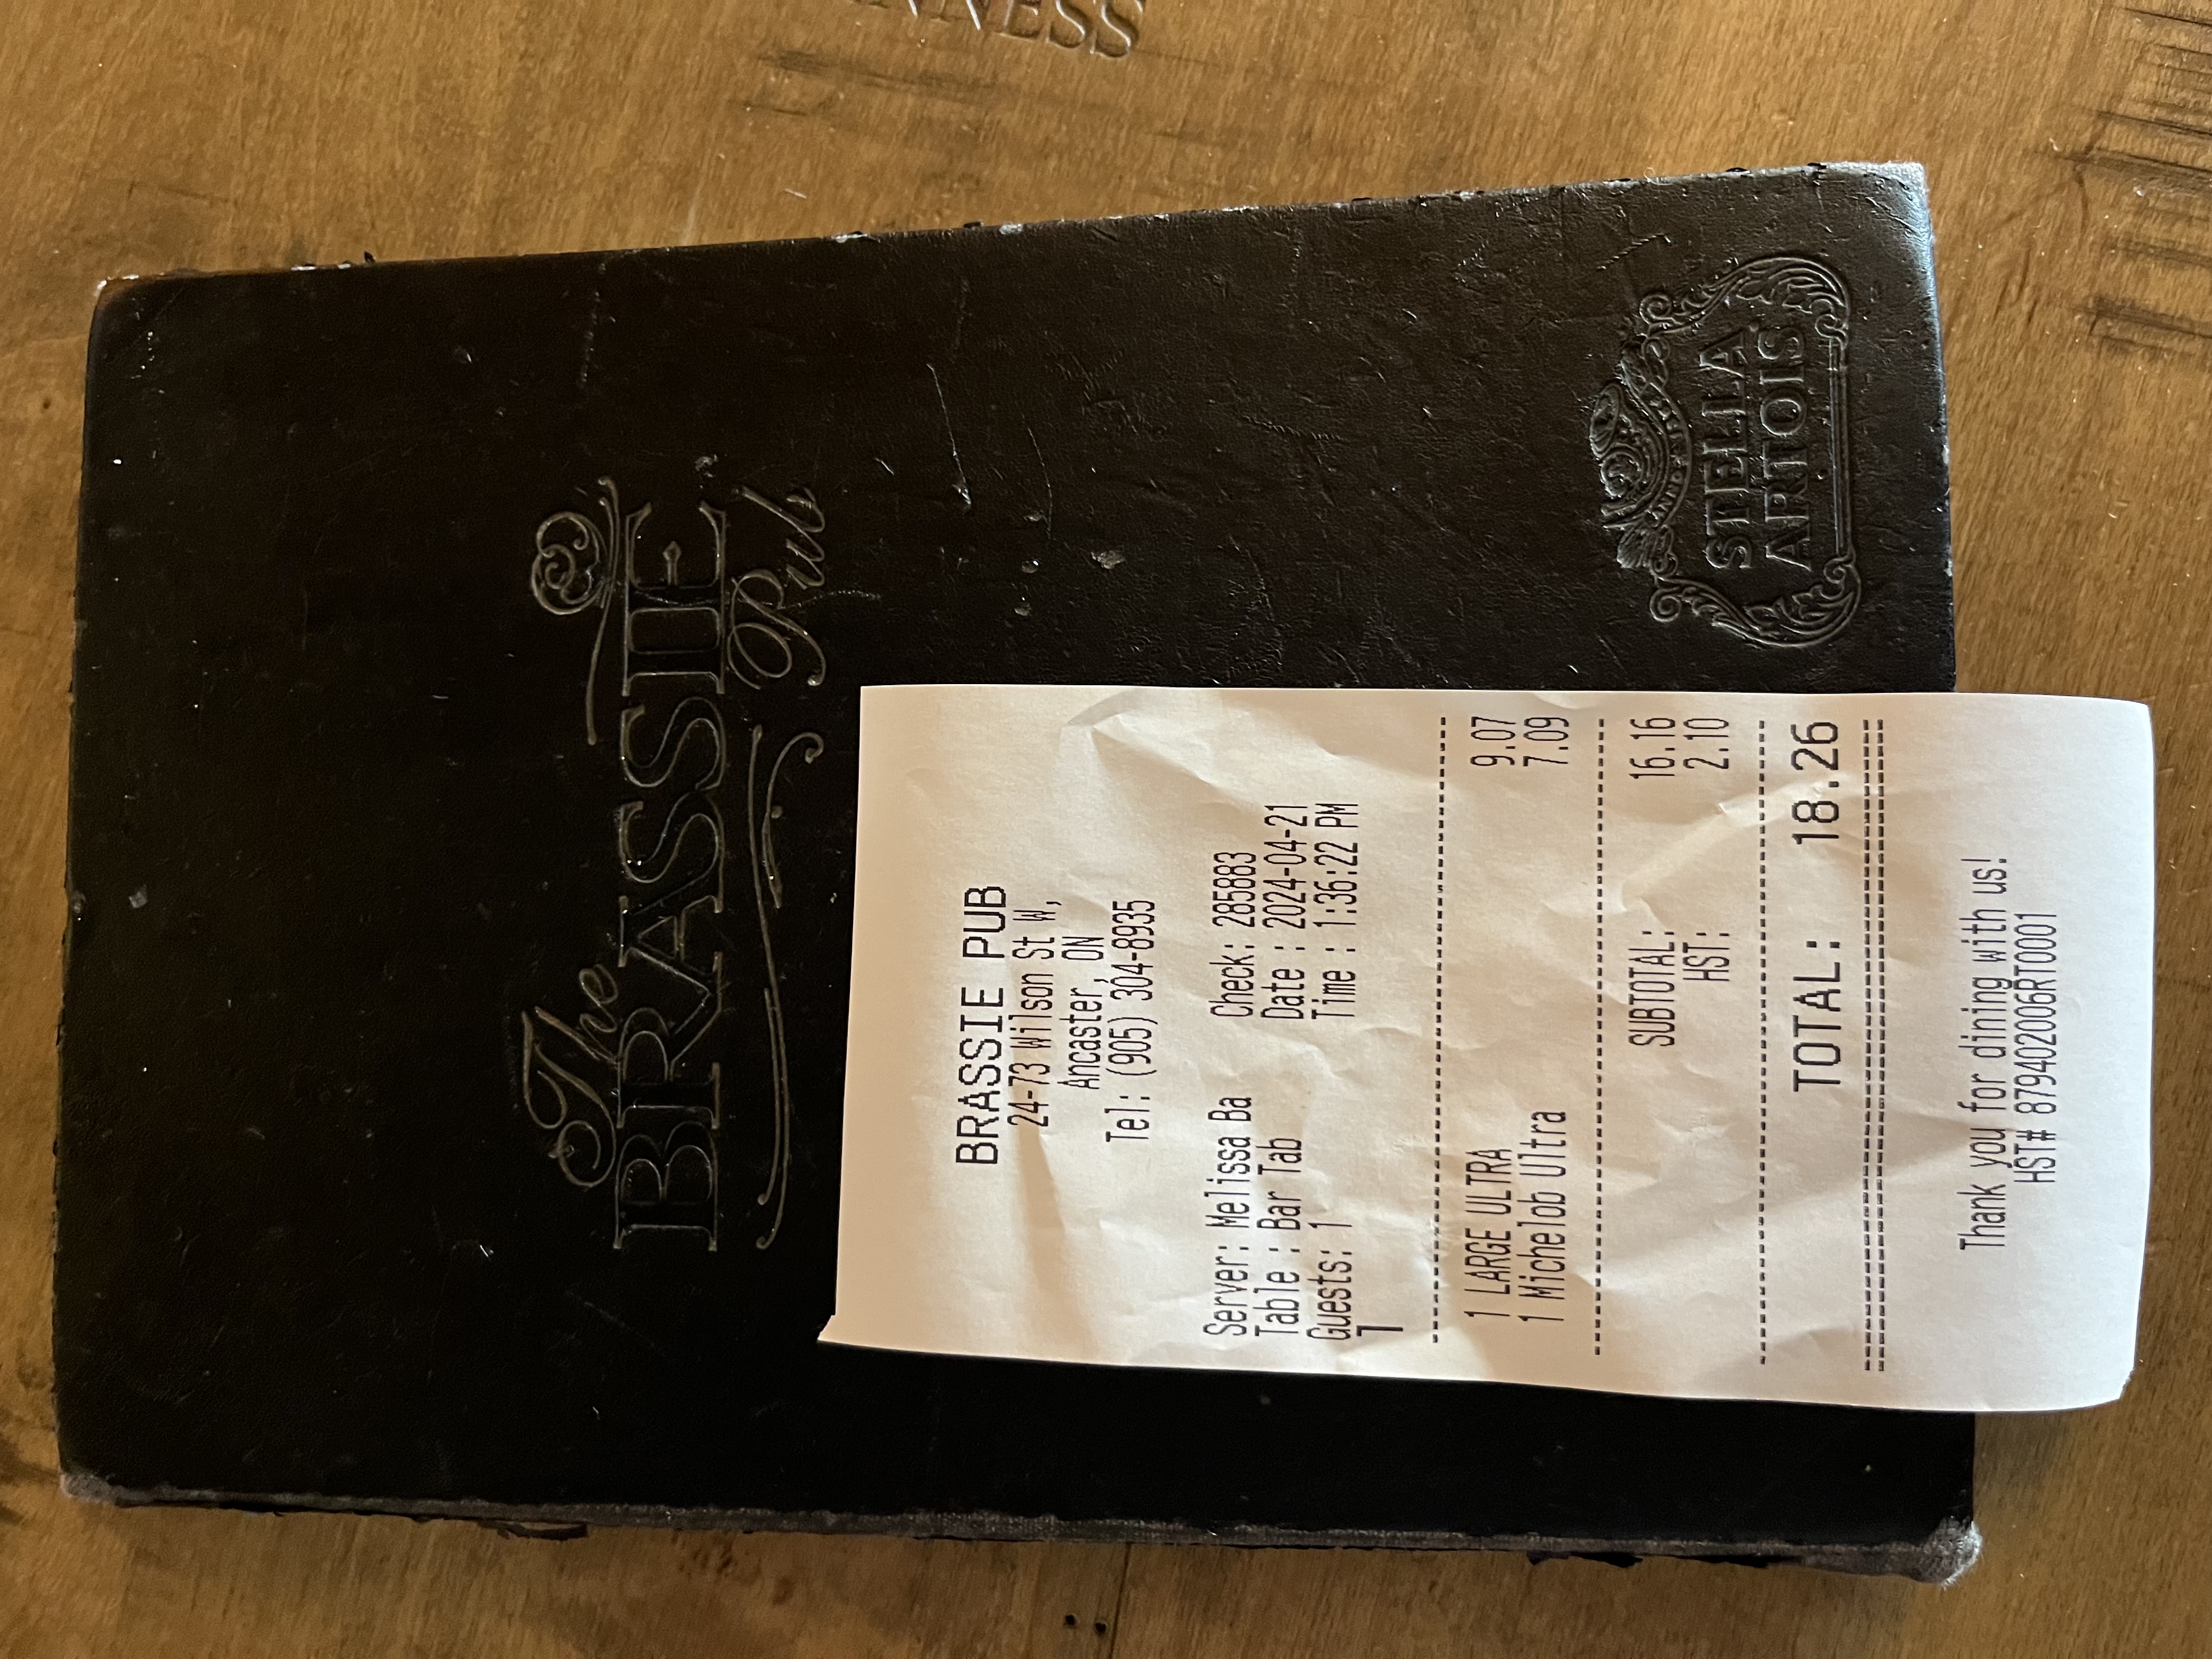 The
BRASSIE
Pub
BRASSIE PUB
24-73 Wilson St W,
Ancaster, ON
Tel: (905) 304-8935
Server: Melissa Ba Check: 285883
Table : Bar Tab Date : 2024-04-21
Guests: 1 Time : 1:36:22 PM
1
1 LARGE ULTRA 9.07
1 Michelob Ultra 7.09
SUBTOTAL: 16.16
HST: 2.10
TOTAL: 18.26
Thank you for dining with us!
HST# 879402006RT0001
STELLA
ARTOIS